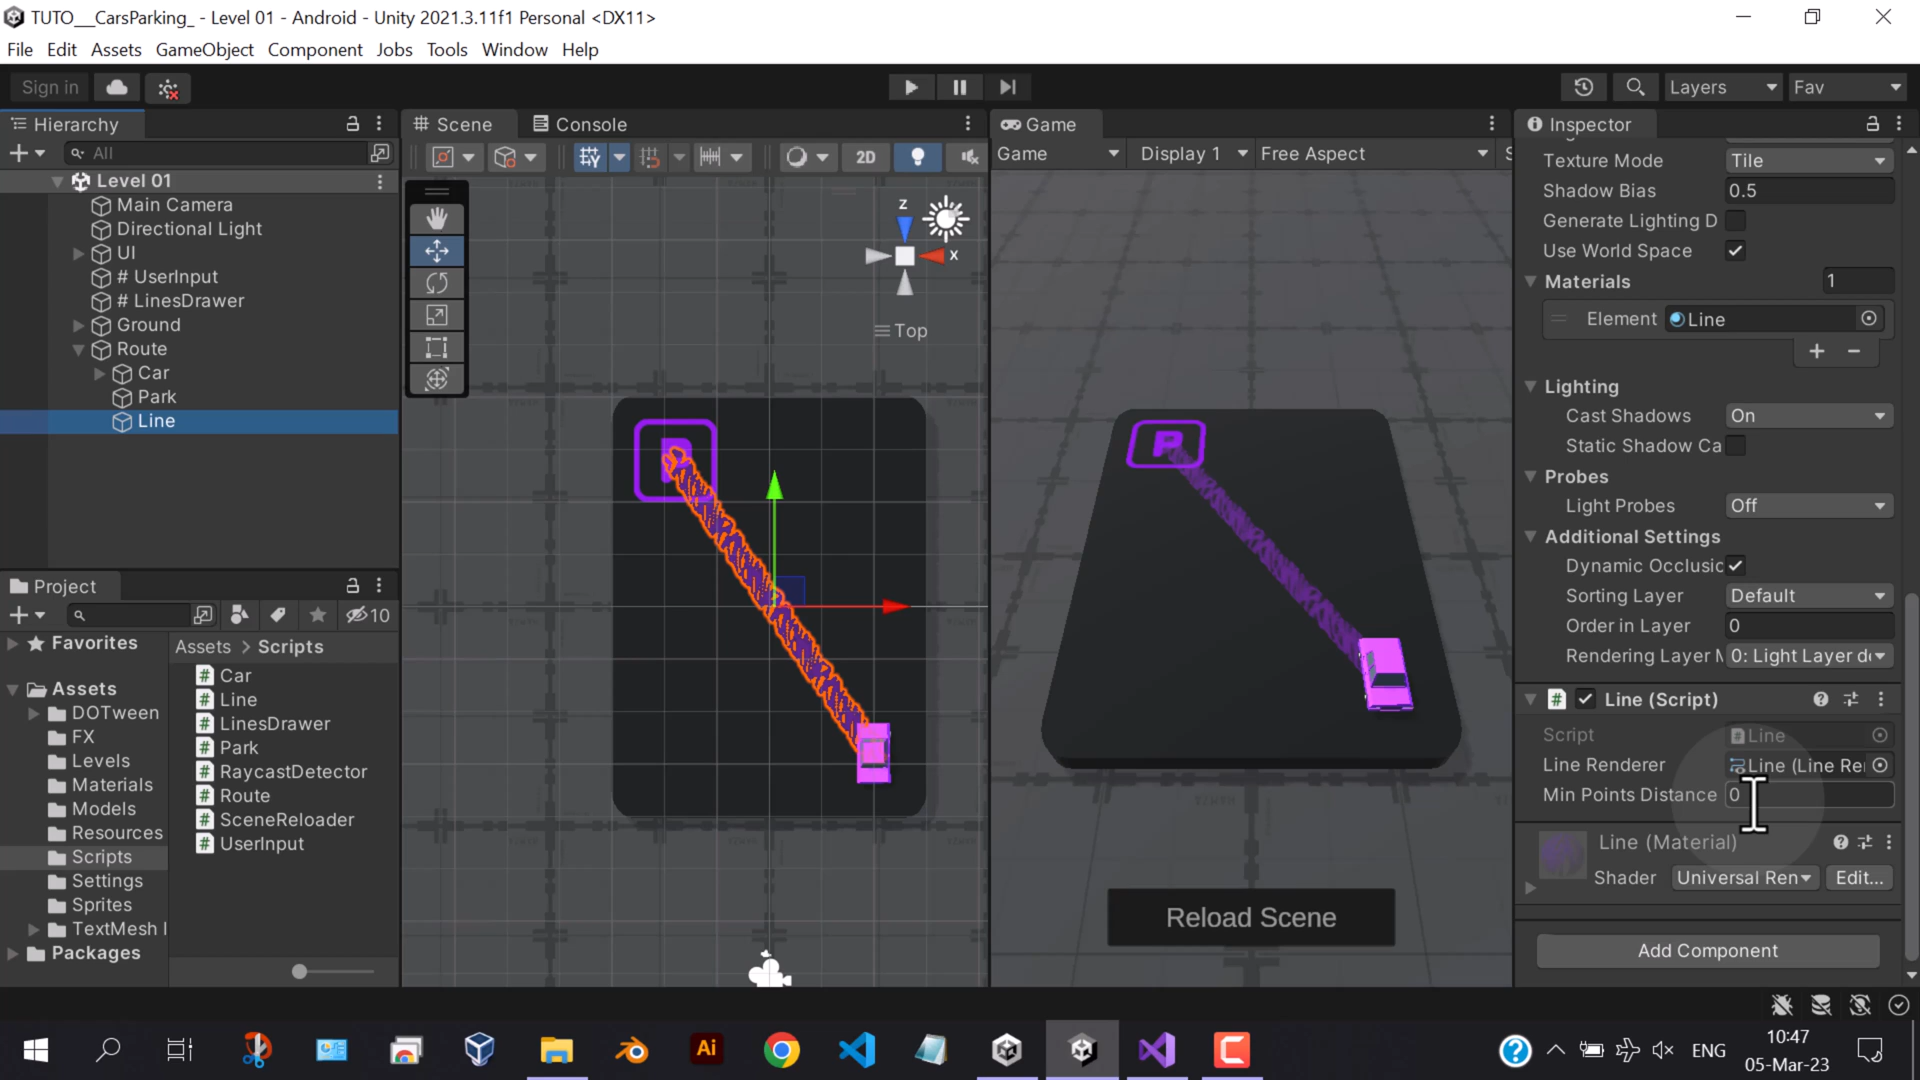 TUTO__CarsParking_ - Level 01 - Android - Unity 2021.3.11f1 Personal <DX11>
File Edit Assets GameObject Component Jobs Tools Window Help
Sign in
Layers
Fav
Hierarchy
All
Level 01
Main Camera
Directional Light
UI
# UserInput
# LinesDrawer
Ground
Route
Car
Park
Line
Project
10
Favorites
Assets
DOTween
FX
Levels
Materials
Models
Resources
Scripts
Settings
Sprites
TextMesh
Packages
Assets > Scripts
Car
Line
LinesDrawer
Park
RaycastDetector
Route
SceneReloader
UserInput
Scene Console
2D
z
x
Top
P
Game
Game Display 1 Free Aspect S
P
Reload Scene
Inspector
Texture Mode Tile
Shadow Bias 0.5
Generate Lighting D
Use World Space
Materials 1
Element Line
+ −
Lighting
Cast Shadows On
Static Shadow Ca
Probes
Light Probes Off
Additional Settings
Dynamic Occlusic
Sorting Layer Default
Order in Layer 0
Rendering Layer M 0: Light Layer de
# Line (Script)
Script Line
Line Renderer Line (Line Rei
Min Points Distance 0
Line (Material)
Shader Universal Ren Edit...
Add Component
Ai
ENG
10:47
05-Mar-23